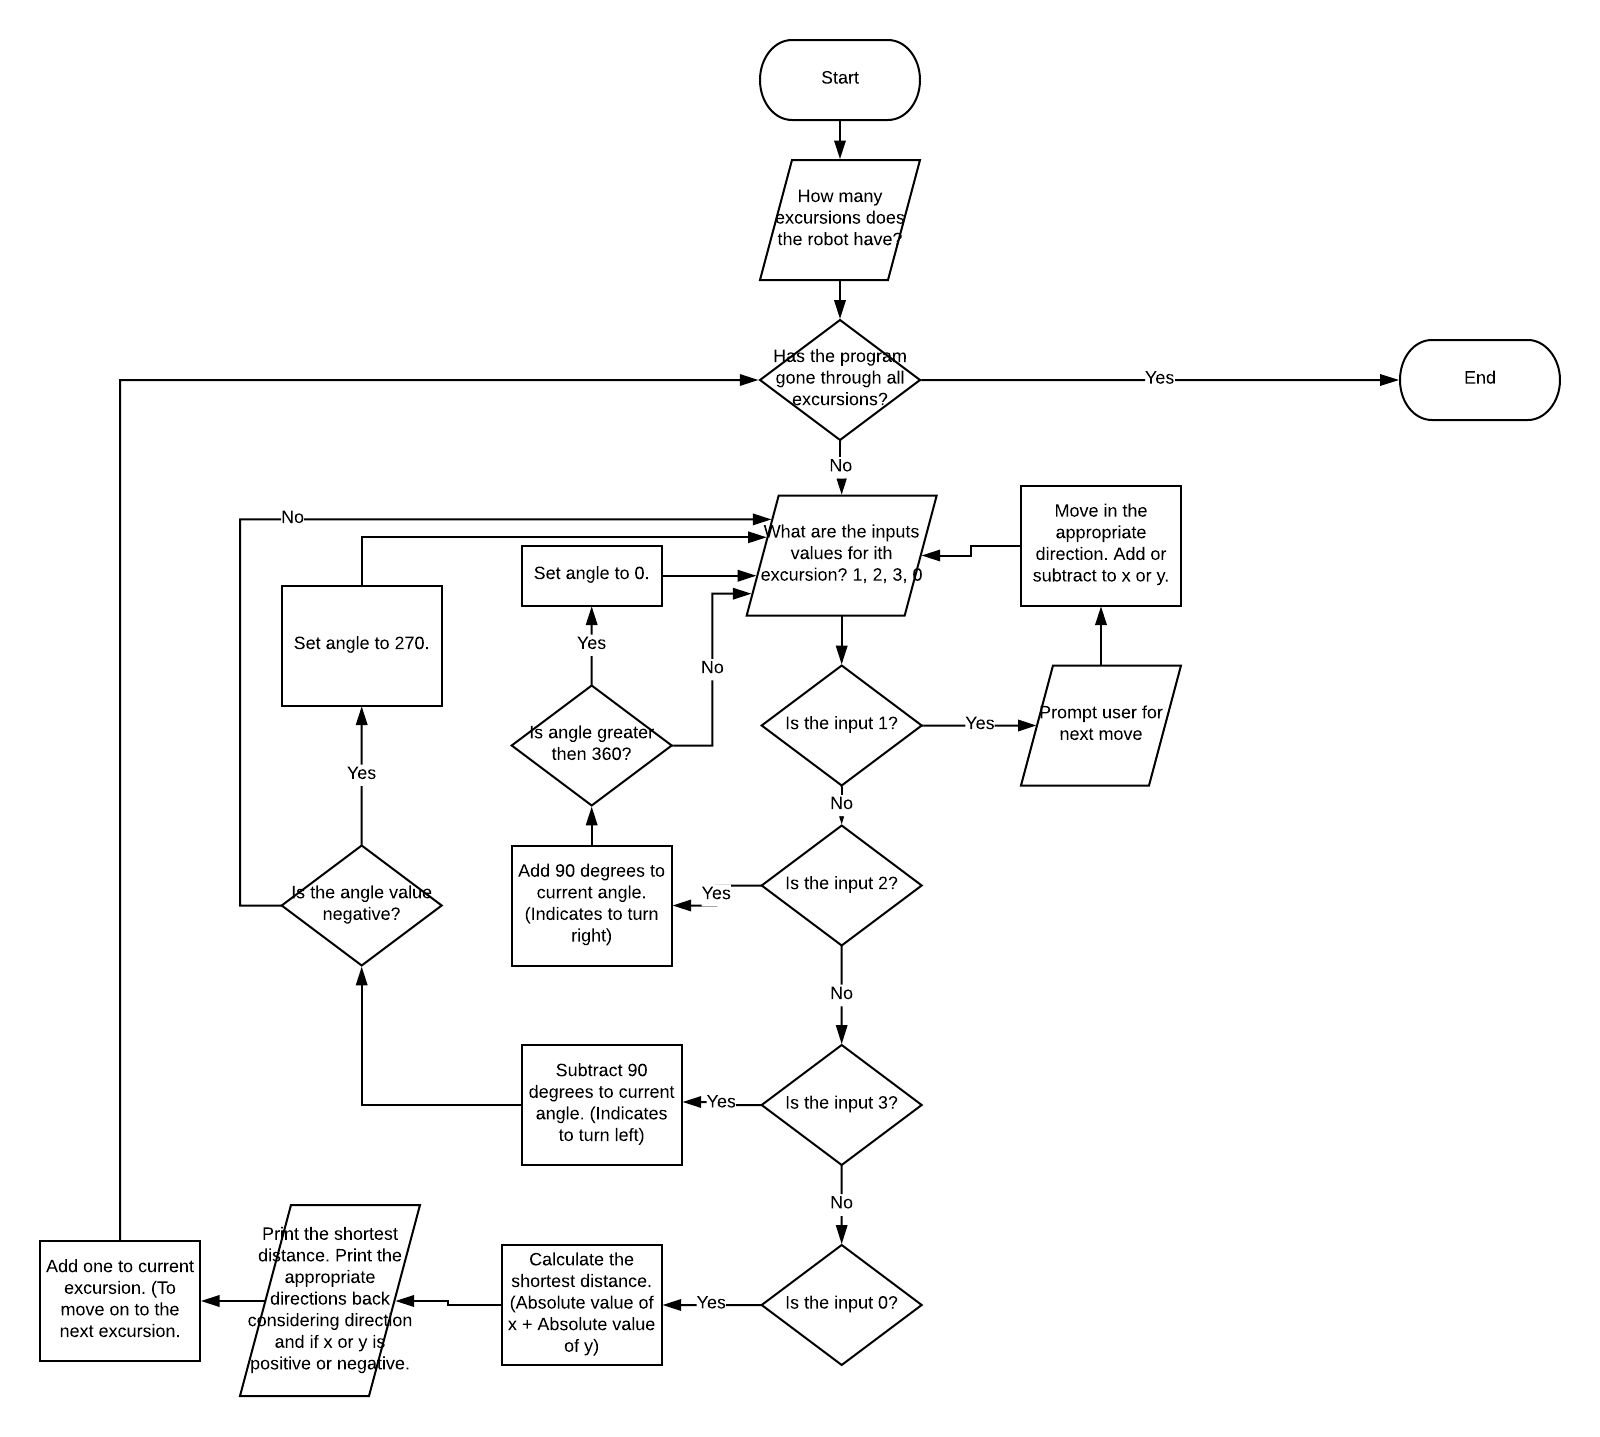 Start
How many
excursions does
the robot have?
Has the program
gone through all
excursions?
Yes
End
No
What are the inputs
values for ith
excursion? 1, 2, 3, 0
Move in the
appropriate
direction. Add or
subtract to x or y.
No
Set angle to 0.
Set angle to 270.
Yes
No
Is the input 1?
Yes
Prompt user for
next move
Is angle greater
then 360?
Yes
No
Add 90 degrees to
current angle.
(Indicates to turn
right)
Yes
Is the input 2?
Is the angle value
negative?
No
Subtract 90
degrees to current
angle. (Indicates
to turn left)
Yes
Is the input 3?
No
Print the shortest
distance. Print the
appropriate
directions back
considering direction
and if x or y is
positive or negative.
Add one to current
excursion. (To
move on to the
next excursion.
Calculate the
shortest distance.
(Absolute value of
x + Absolute value
of y)
Yes
Is the input 0?